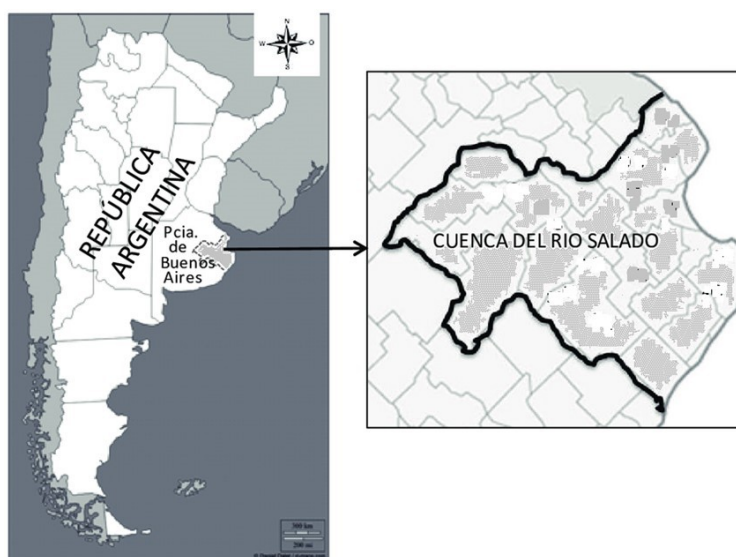 N
W O
S
REPÚBLICA
ARGENTINA
Pcia.
de
Buenos
Aires
CUENCA DEL RIO SALADO
300 km
200 mi